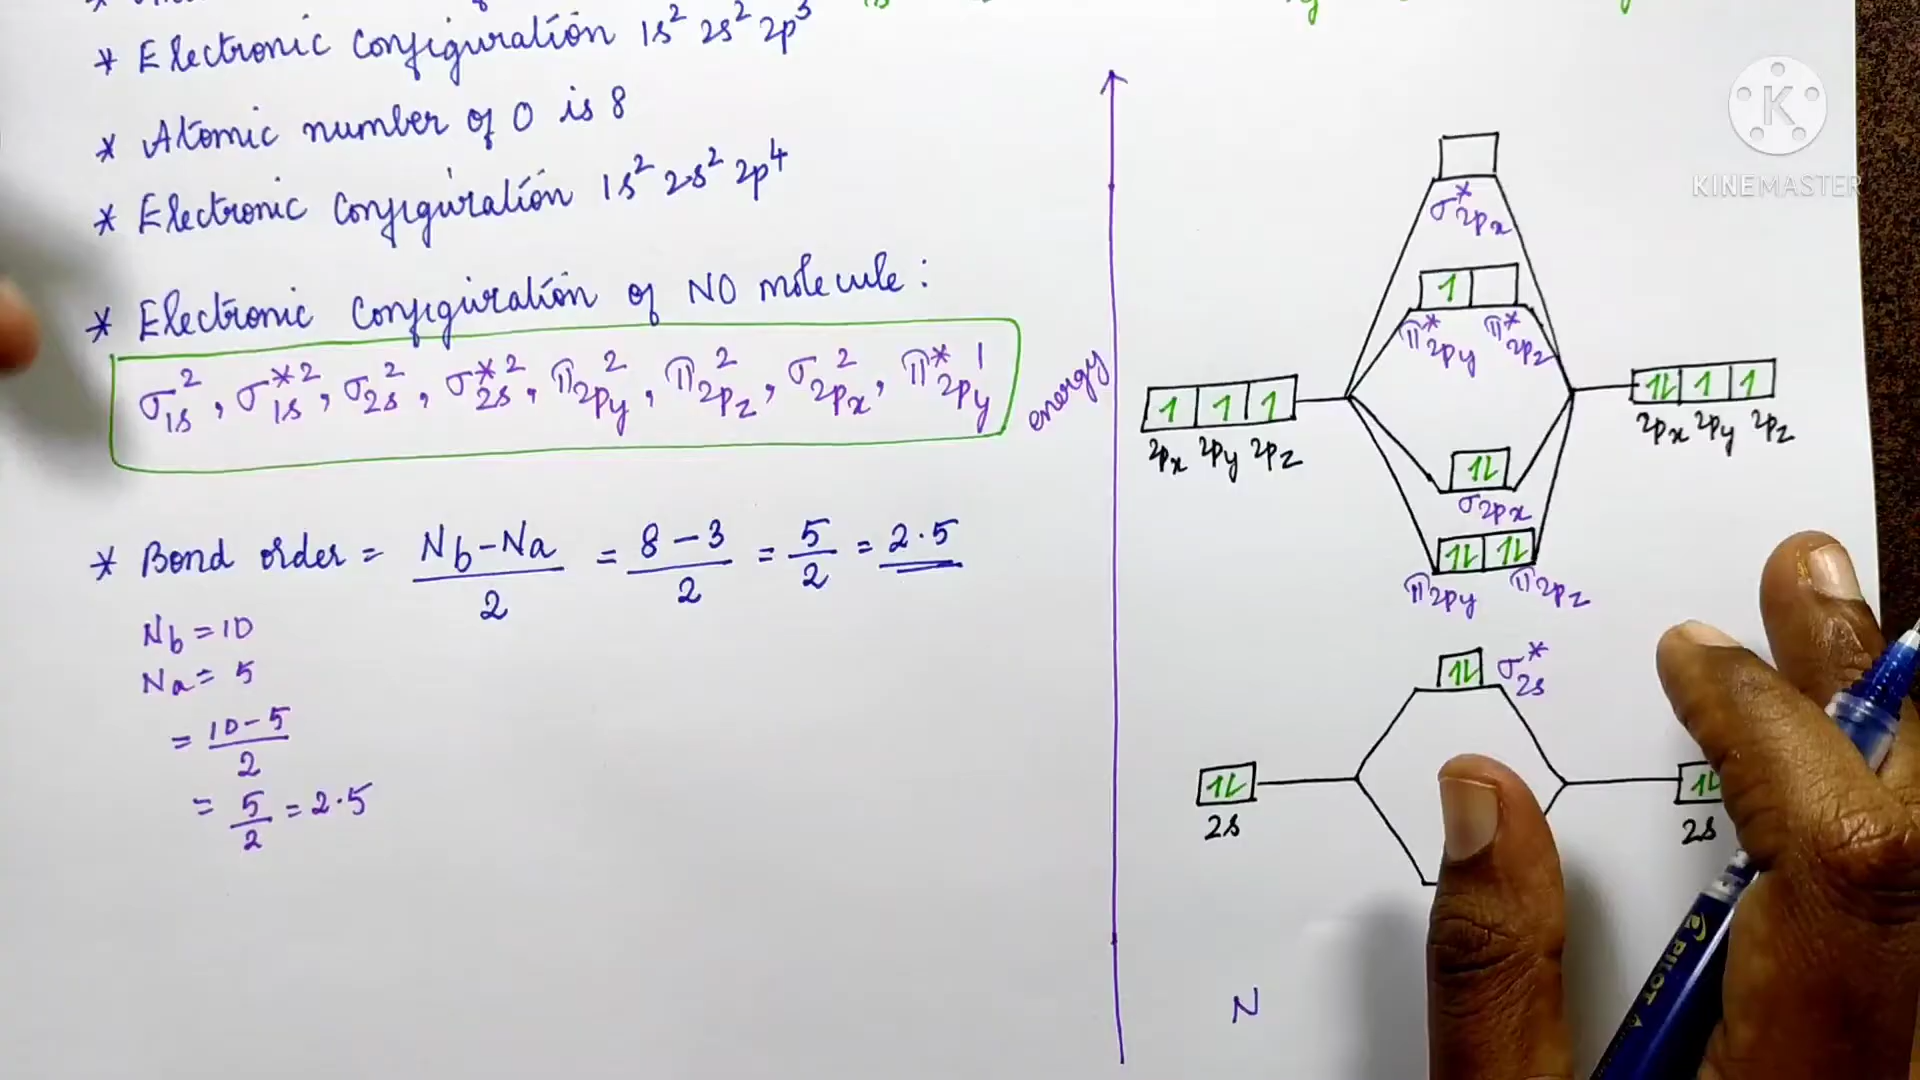 * Electronic Configuration 1s² 2s² 2p³
* Atomic number of O is 8
* Electronic Configuration 1s² 2s² 2p⁴
* Electronic Configuration of NO molecule:
σ1s², σ*1s², σ2s², σ*2s², π2py², π2pz², σ2px², π*2py¹
* Bond order = Nb-Na/2 = 8-3/2 = 5/2 = 2.5
Nb = 10
Na = 5
= 10-5/2
= 5/2 = 2.5
energy
KINEMASTER
σ*2px
1
π*2py π*2pz
1 1 1
2px 2py 2pz
1L 1 1
2px 2py 2pz
1L
σ2px
1L 1L
π2py π2pz
1L σ*2s
1L
2s
1L
2s
N
PILOT